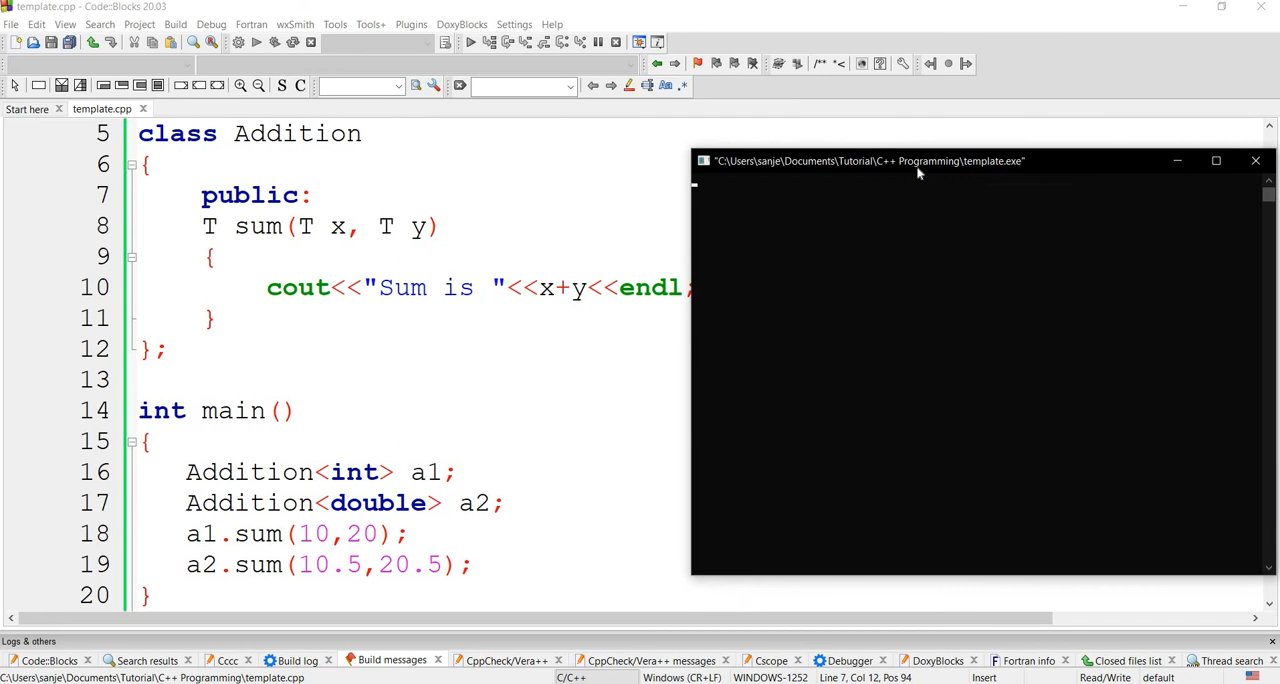 template.cpp - Code::Blocks 20.03
File Edit View Search Project Build Debug Fortran wxSmith Tools Tools+ Plugins DoxyBlocks Settings Help
Start here template.cpp
5 class Addition
6 {
7 public:
8 T sum(T x, T y)
9 {
10 cout<<"Sum is "<<x+y<<endl;
11 }
12 };
13
14 int main()
15 {
16 Addition<int> a1;
17 Addition<double> a2;
18 a1.sum(10,20);
19 a2.sum(10.5,20.5);
20 }
"C:\Users\sanje\Documents\Tutorial\C++ Programming\template.exe"
Logs & others
Code::Blocks Search results Cccc Build log Build messages CppCheck/Vera++ CppCheck/Vera++ messages Cscope Debugger DoxyBlocks Fortran info Closed files list Thread search
C:\Users\sanje\Documents\Tutorial\C++ Programming\template.cpp C/C++ Windows (CR+LF) WINDOWS-1252 Line 7, Col 12, Pos 94 Insert Read/Write default